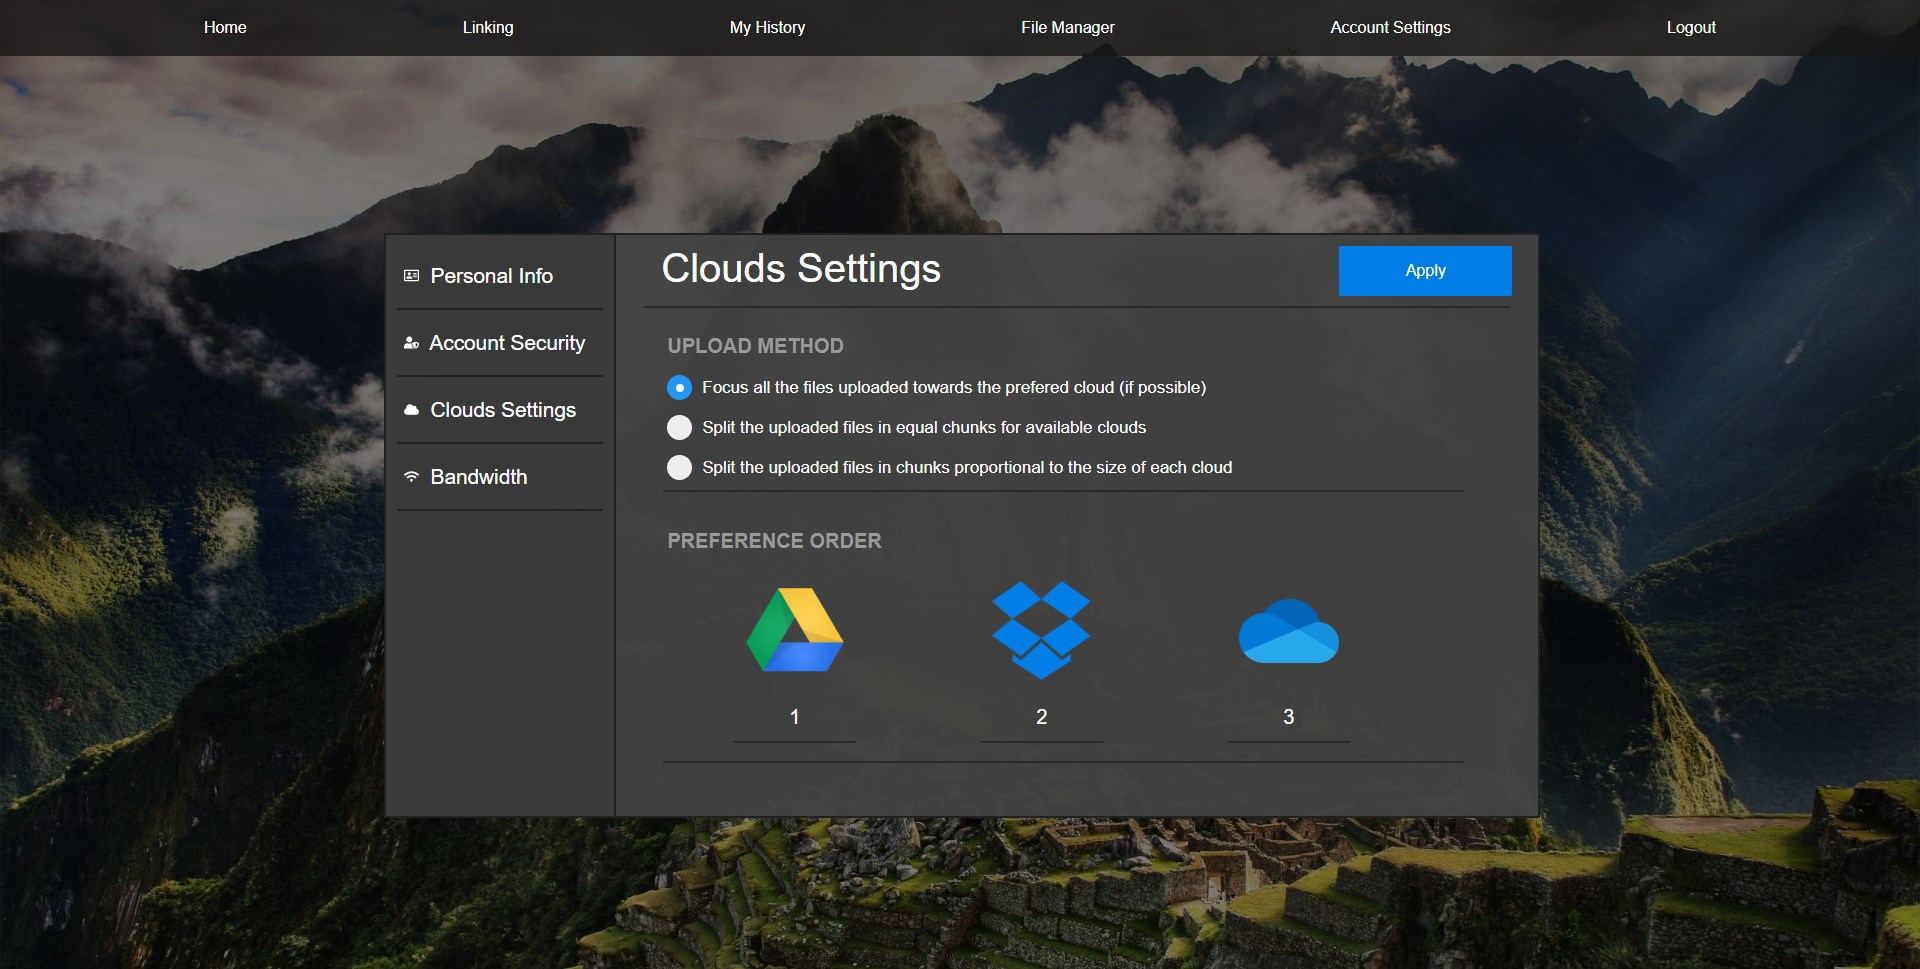 Home
Linking
My History
File Manager
Account Settings
Logout
Personal Info
Account Security
Clouds Settings
Bandwidth
Clouds Settings
Apply
UPLOAD METHOD
Focus all the files uploaded towards the prefered cloud (if possible)
Split the uploaded files in equal chunks for available clouds
Split the uploaded files in chunks proportional to the size of each cloud
PREFERENCE ORDER
1
2
3